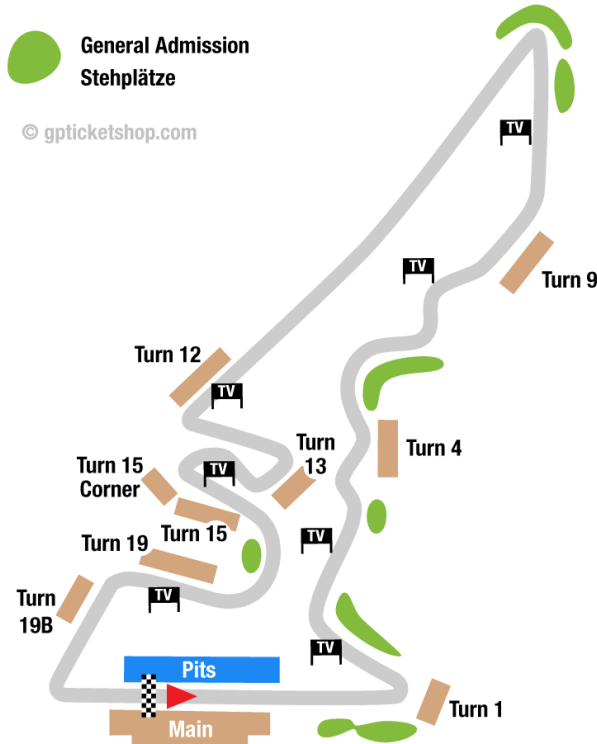 General Admission
Stehplätze
© gpticketshop.com
TV
Turn 9
TV
Turn 12
TV
Turn
13
Turn 4
Turn 15
Corner
TV
Turn 15
Turn 19
TV
TV
Turn
19B
TV
Pits
Turn 1
Main